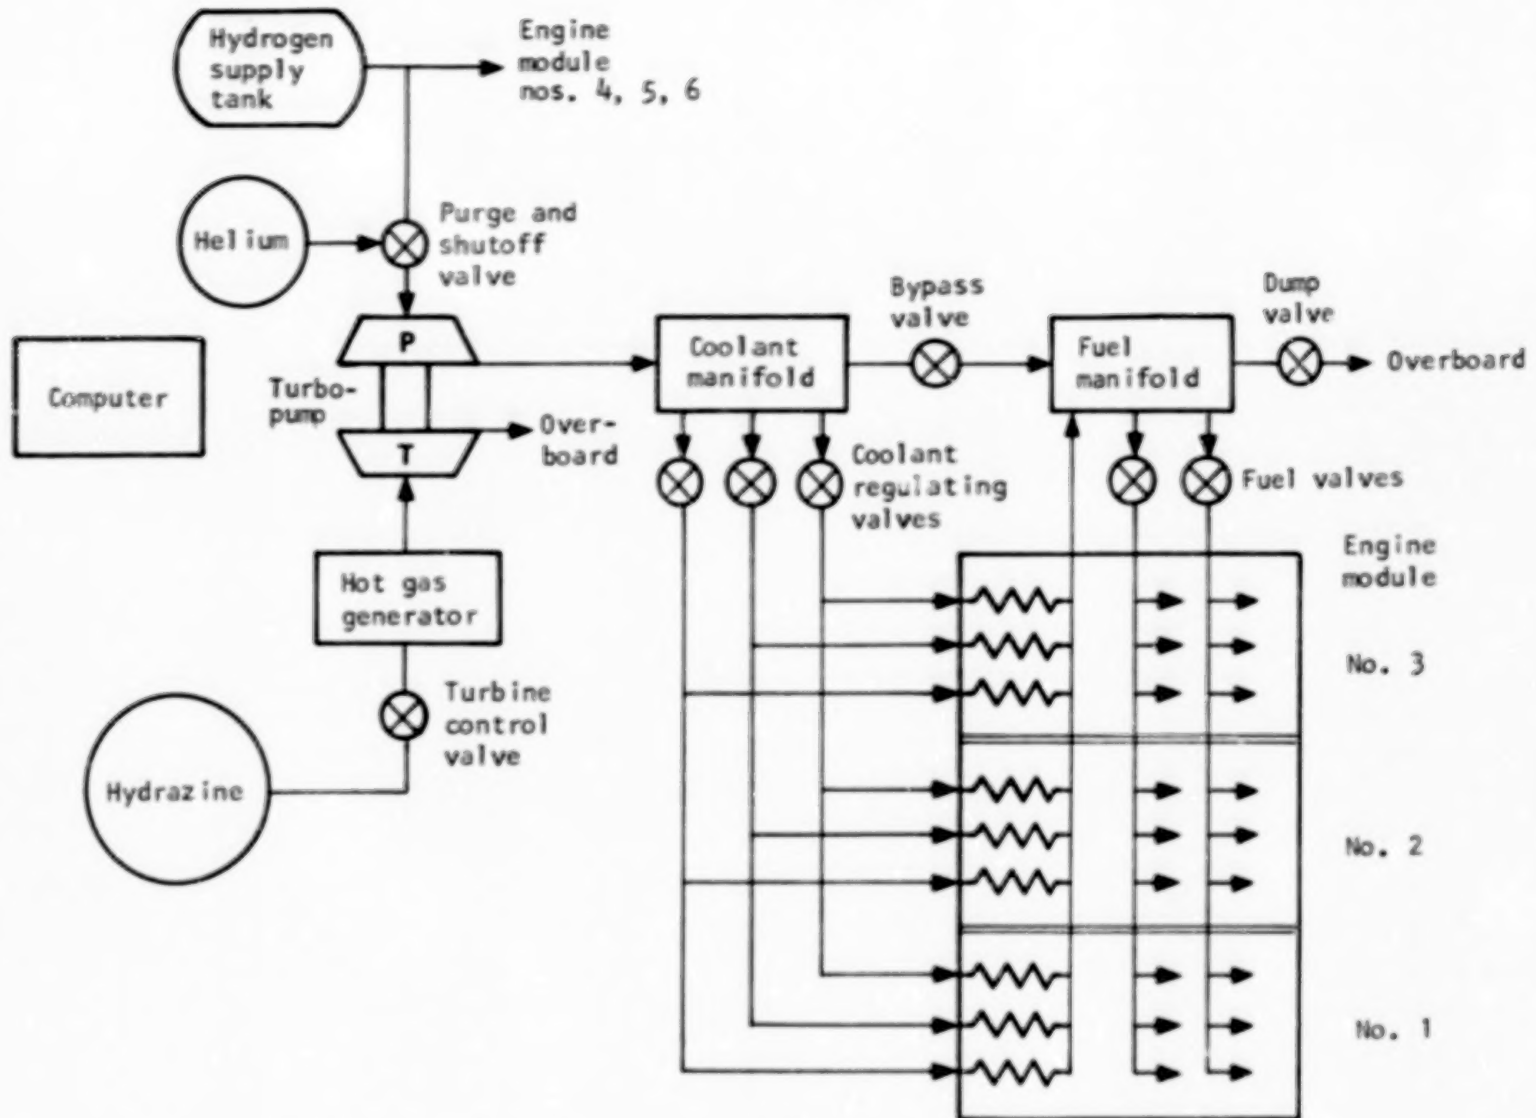 Hydrogen
supply
tank
Engine
module
nos. 4, 5, 6
Helium
Purge and
shutoff
valve
Computer
P
Turbo-
pump
T
Over-
board
Coolant
manifold
Bypass
valve
Fuel
manifold
Dump
valve
Overboard
Coolant
regulating
valves
Fuel valves
Hot gas
generator
Turbine
control
valve
Hydrazine
Engine
module
No. 3
No. 2
No. 1